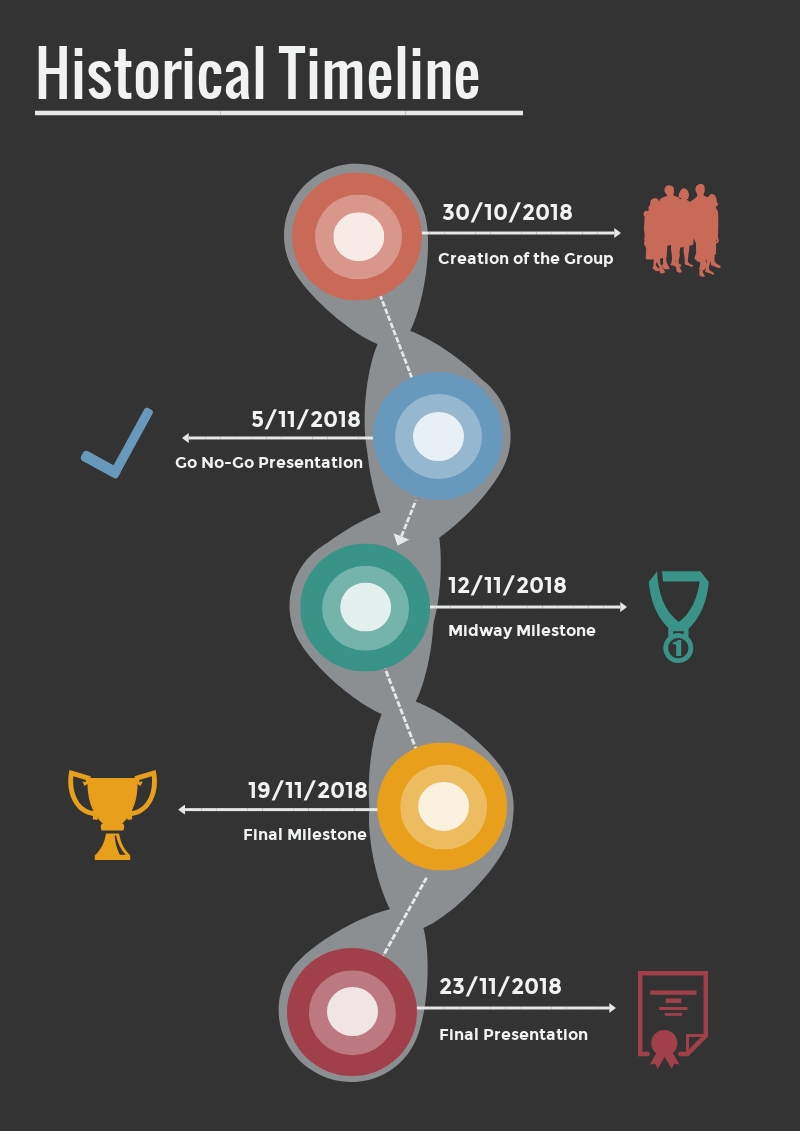 Historical Timeline
30/10/2018
Creation of the Group
5/11/2018
Go No-Go Presentation
12/11/2018
Midway Milestone
1
19/11/2018
Final Milestone
23/11/2018
Final Presentation